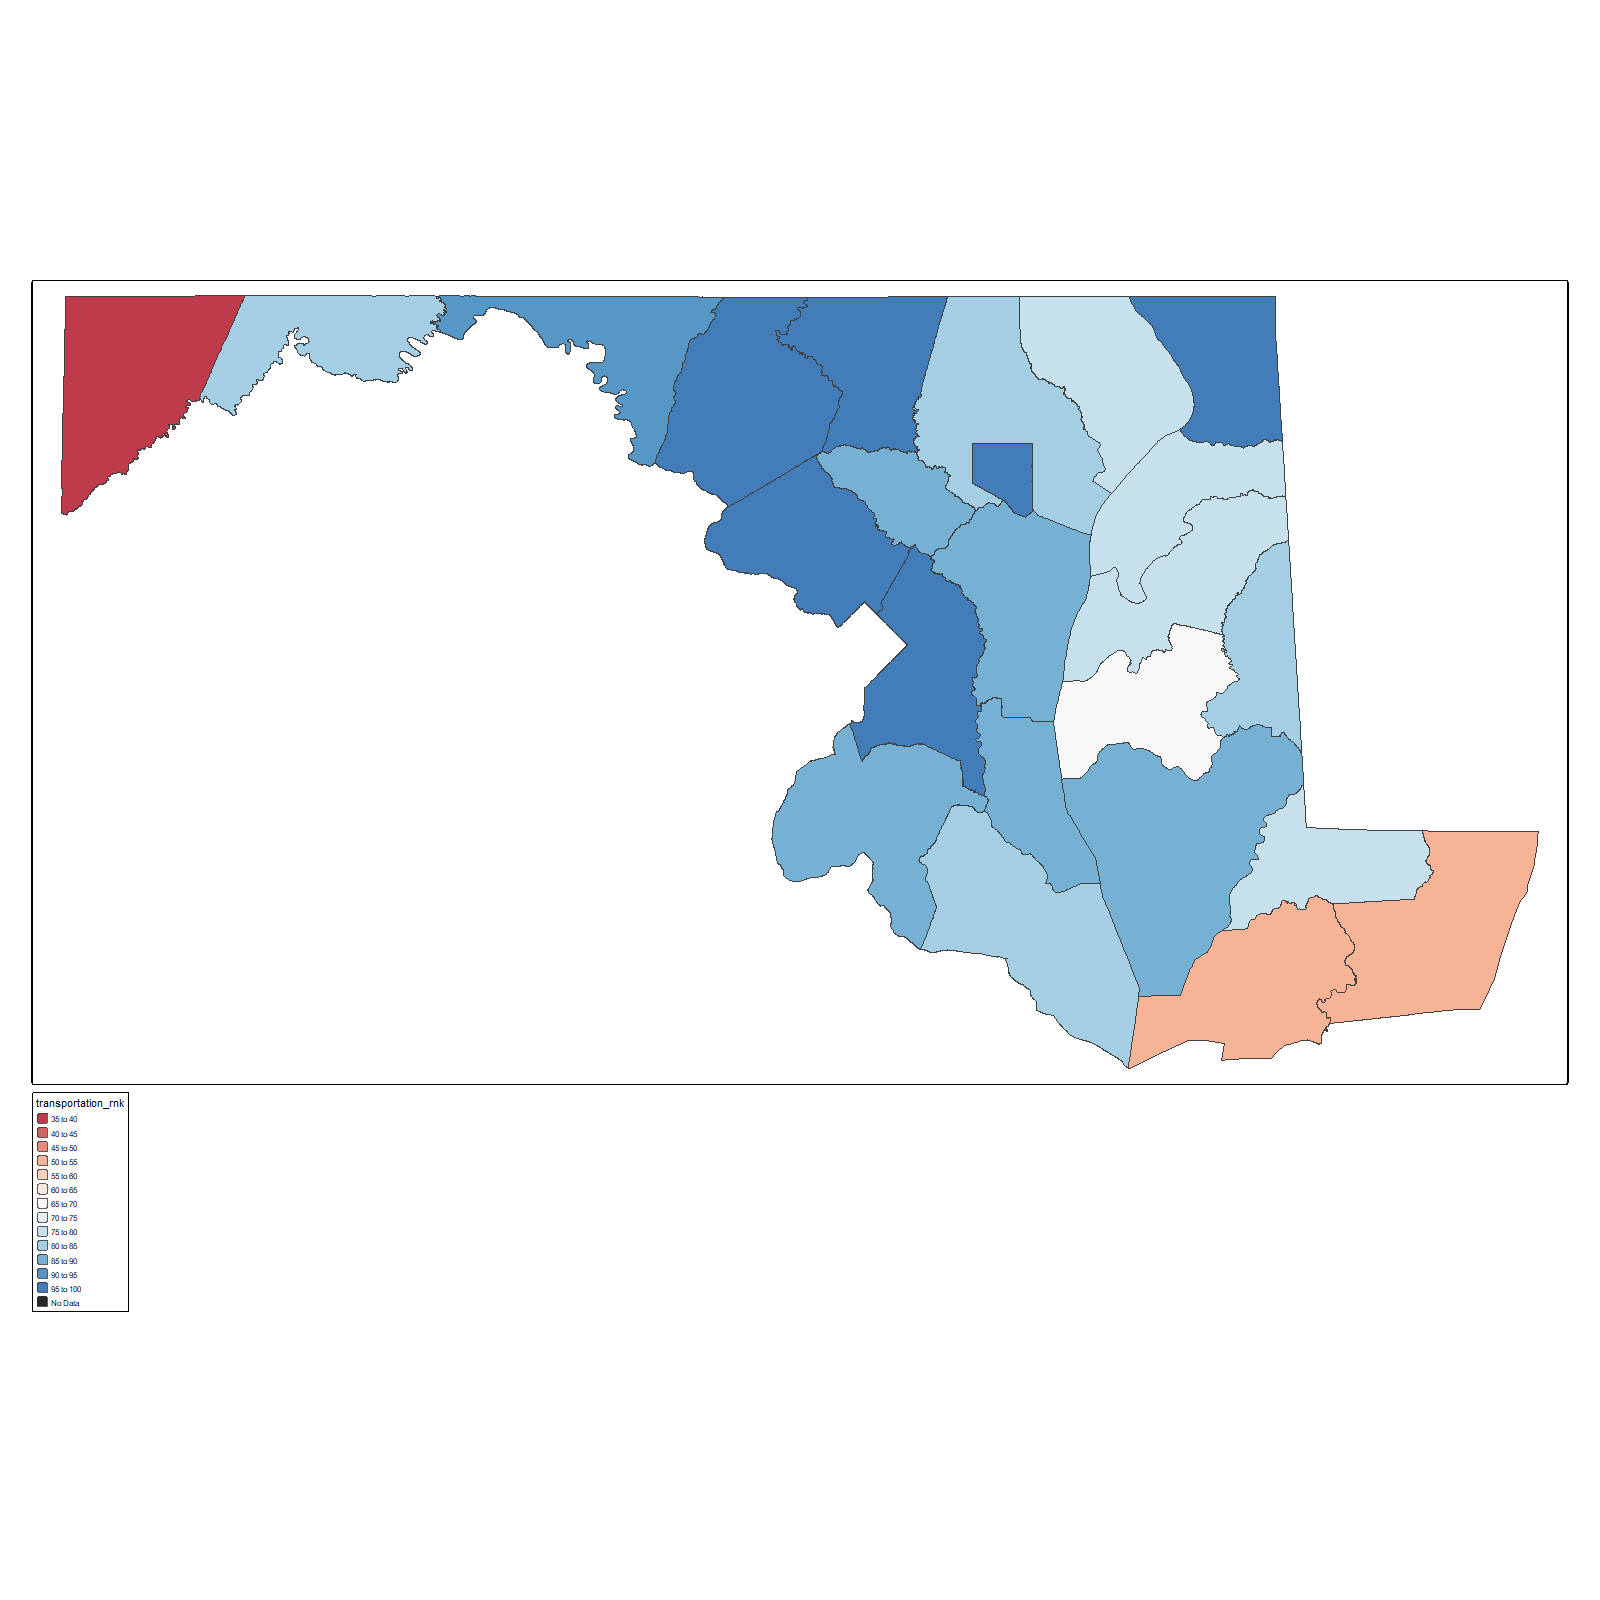 transportation_rnk
35 to 40
40 to 45
45 to 50
50 to 55
55 to 60
60 to 65
65 to 70
70 to 75
75 to 80
80 to 85
85 to 90
90 to 95
95 to 100
No Data